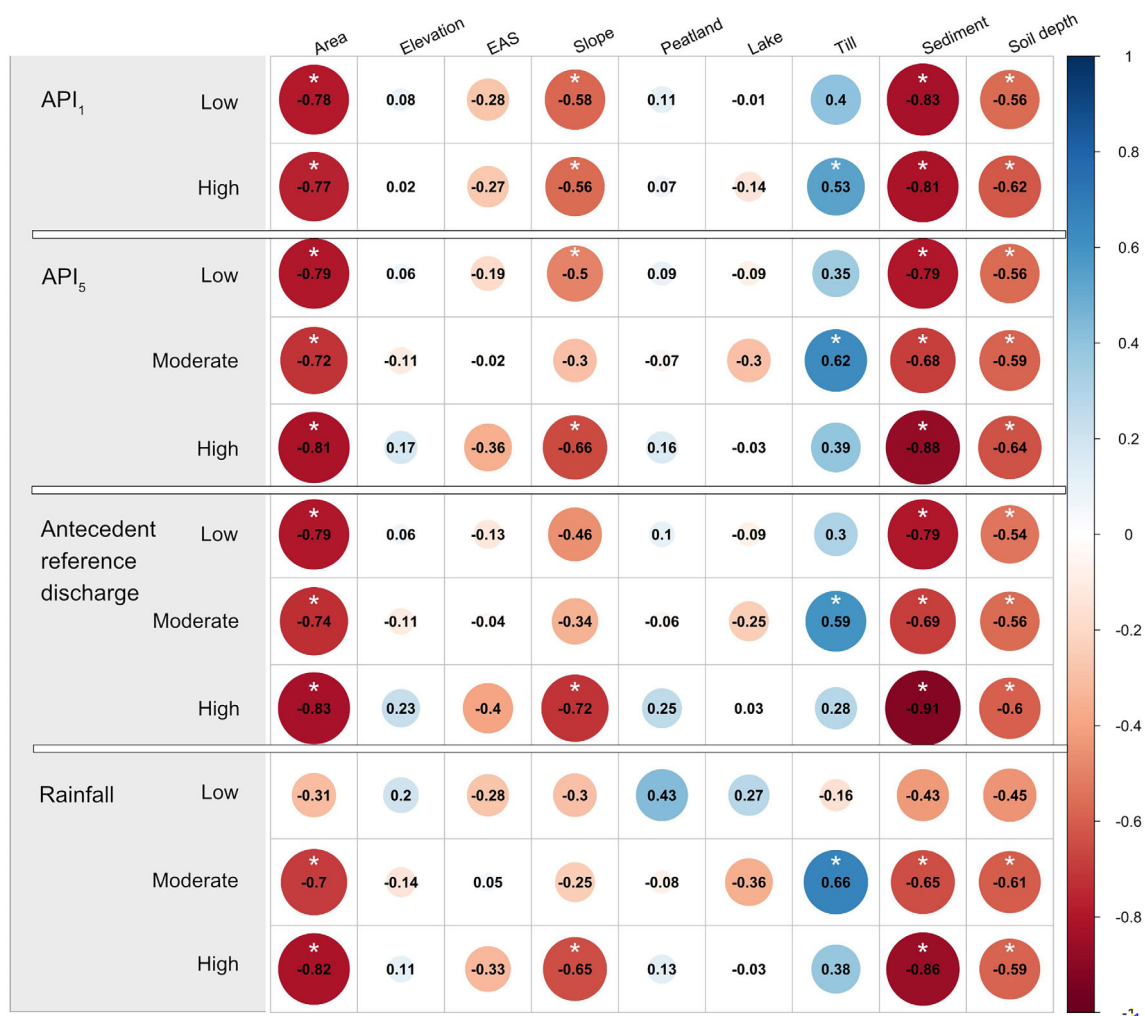 Area Elevation EAS Slope Peatland Lake Till Sediment Soil depth
API1 Low -0.78* 0.08 -0.28 -0.58* 0.11 -0.01 0.4 -0.83* -0.56*
High -0.77* 0.02 -0.27 -0.56* 0.07 -0.14 0.53* -0.81* -0.62*
API5 Low -0.79* 0.06 -0.19 -0.5* 0.09 -0.09 0.35 -0.79* -0.56*
Moderate -0.72* -0.11 -0.02 -0.3 -0.07 -0.3 0.62* -0.68* -0.59*
High -0.81* 0.17 -0.36 -0.66* 0.16 -0.03 0.39 -0.88* -0.64*
Antecedent
reference
discharge
Low -0.79* 0.06 -0.13 -0.46 0.1 -0.09 0.3 -0.79* -0.54*
Moderate -0.74* -0.11 -0.04 -0.34 -0.06 -0.25 0.59* -0.69* -0.56*
High -0.83* 0.23 -0.4 -0.72* 0.25 0.03 0.28 -0.91* -0.6*
Rainfall Low -0.31 0.2 -0.28 -0.3 0.43 0.27 -0.16 -0.43 -0.45
Moderate -0.7* -0.14 0.05 -0.25 -0.08 -0.36 0.66* -0.65* -0.61*
High -0.82* 0.11 -0.33 -0.65* 0.13 -0.03 0.38 -0.86* -0.59*
1
0.8
0.6
0.4
0.2
0
-0.2
-0.4
-0.6
-0.8
-1